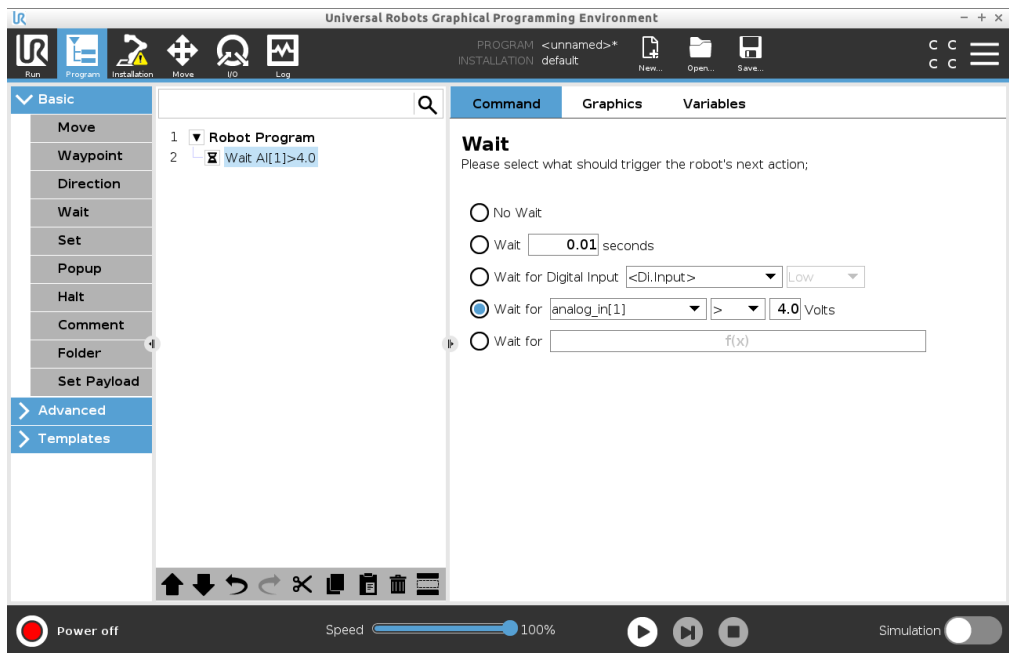 UR Universal Robots Graphical Programming Environment
Run Program Installation Move I/O Log
PROGRAM <unnamed>*
INSTALLATION default
New... Open... Save...
C C
C C
Basic
Move
Waypoint
Direction
Wait
Set
Popup
Halt
Comment
Folder
Set Payload
Advanced
Templates
1 Robot Program
2 Wait AI[1]>4.0
Command Graphics Variables
Wait
Please select what should trigger the robot's next action;
No Wait
Wait 0.01 seconds
Wait for Digital Input <Di.Input> Low
Wait for analog_in[1] > 4.0 Volts
Wait for f(x)
Power off
Speed 100%
Simulation